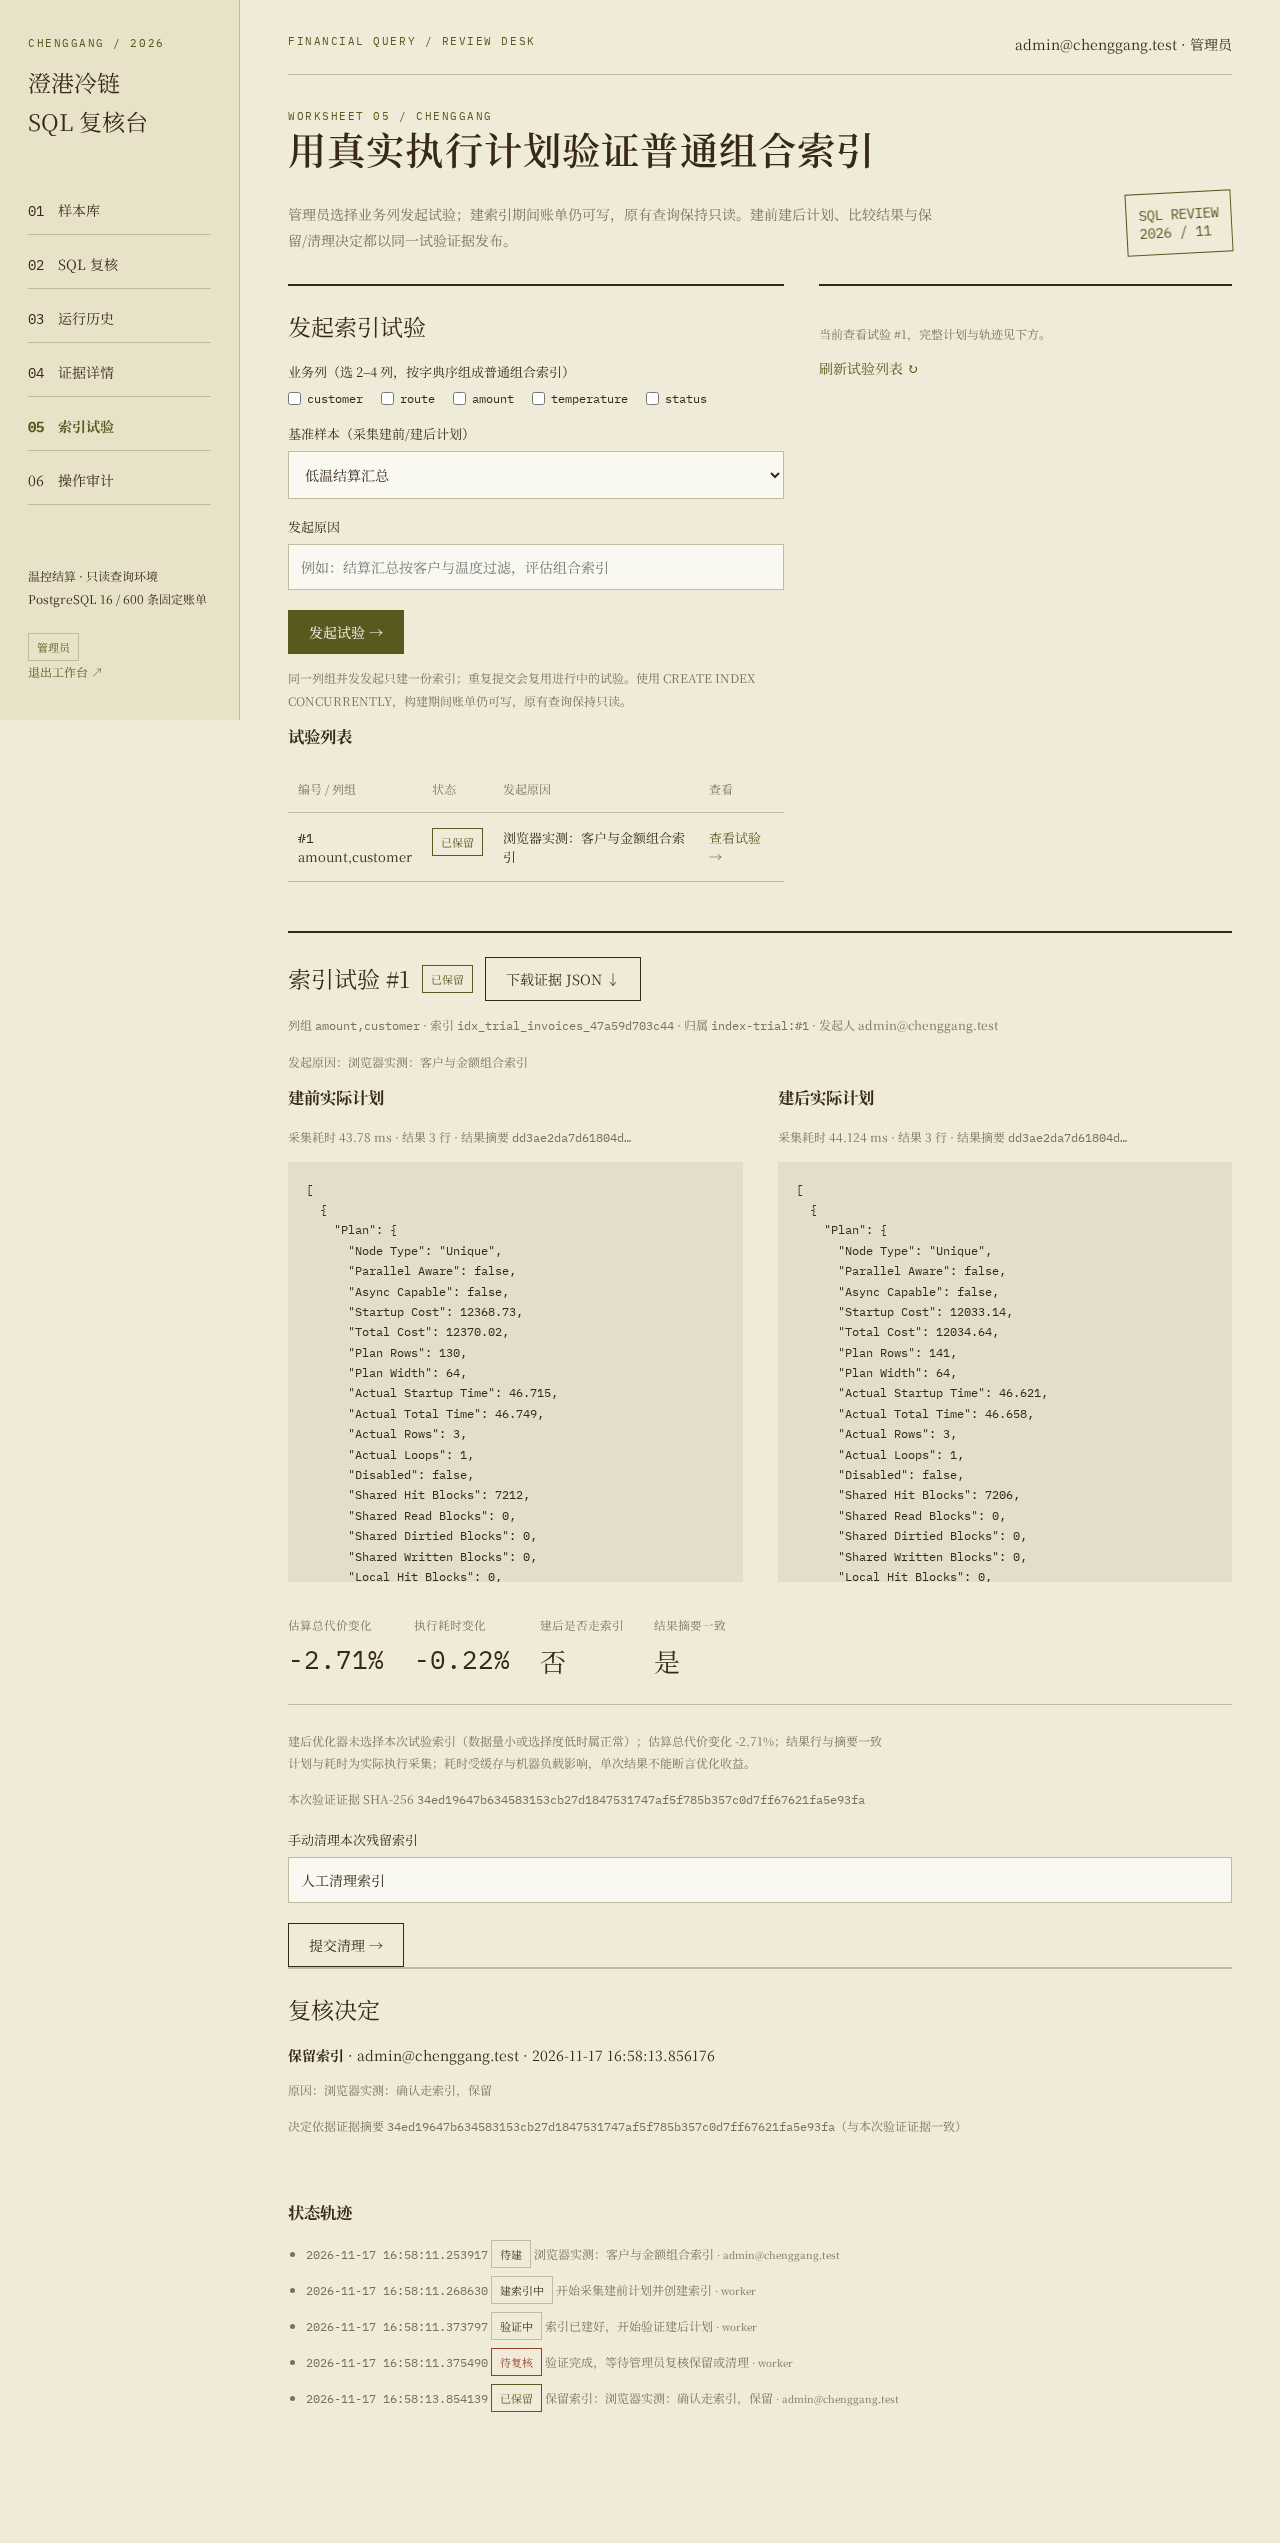 CHENGGANG / 2026
澄港冷链
SQL 复核台
01 样本库
02 SQL 复核
03 运行历史
04 证据详情
05 索引试验
06 操作审计
温控结算 · 只读查询环境
PostgreSQL 16 / 600 条固定账单
管理员
退出工作台 ↗
FINANCIAL QUERY / REVIEW DESK
admin@chenggang.test · 管理员
WORKSHEET 05 / CHENGGANG
用真实执行计划验证普通组合索引
管理员选择业务列发起试验；建索引期间账单仍可写，原有查询保持只读。建前建后计划、比较结果与保
留/清理决定都以同一试验证据发布。
SQL REVIEW
2026 / 11
发起索引试验
业务列（选 2–4 列，按字典序组成普通组合索引）
customer route amount temperature status
基准样本（采集建前/建后计划）
低温结算汇总
发起原因
例如：结算汇总按客户与温度过滤，评估组合索引
发起试验 →
同一列组并发发起只建一份索引；重复提交会复用进行中的试验。使用 CREATE INDEX
CONCURRENTLY，构建期间账单仍可写，原有查询保持只读。
当前查看试验 #1，完整计划与轨迹见下方。
刷新试验列表 ↻
试验列表
编号 / 列组 状态 发起原因 查看
#1
amount,customer
已保留
浏览器实测：客户与金额组合索
引
查看试验
→
索引试验 #1 已保留 下载证据 JSON ↓
列组 amount,customer · 索引 idx_trial_invoices_47a59d703c44 · 归属 index-trial:#1 · 发起人 admin@chenggang.test
发起原因：浏览器实测：客户与金额组合索引
建前实际计划
采集耗时 43.78 ms · 结果 3 行 · 结果摘要 dd3ae2da7d61804d…
[
{
"Plan": {
"Node Type": "Unique",
"Parallel Aware": false,
"Async Capable": false,
"Startup Cost": 12368.73,
"Total Cost": 12370.02,
"Plan Rows": 130,
"Plan Width": 64,
"Actual Startup Time": 46.715,
"Actual Total Time": 46.749,
"Actual Rows": 3,
"Actual Loops": 1,
"Disabled": false,
"Shared Hit Blocks": 7212,
"Shared Read Blocks": 0,
"Shared Dirtied Blocks": 0,
"Shared Written Blocks": 0,
"Local Hit Blocks": 0,
建后实际计划
采集耗时 44.124 ms · 结果 3 行 · 结果摘要 dd3ae2da7d61804d…
[
{
"Plan": {
"Node Type": "Unique",
"Parallel Aware": false,
"Async Capable": false,
"Startup Cost": 12033.14,
"Total Cost": 12034.64,
"Plan Rows": 141,
"Plan Width": 64,
"Actual Startup Time": 46.621,
"Actual Total Time": 46.658,
"Actual Rows": 3,
"Actual Loops": 1,
"Disabled": false,
"Shared Hit Blocks": 7206,
"Shared Read Blocks": 0,
"Shared Dirtied Blocks": 0,
"Shared Written Blocks": 0,
"Local Hit Blocks": 0,
估算总代价变化 执行耗时变化 建后是否走索引 结果摘要一致
-2.71% -0.22% 否 是
建后优化器未选择本次试验索引（数据量小或选择度低时属正常）；估算总代价变化 -2.71%；结果行与摘要一致
计划与耗时为实际执行采集；耗时受缓存与机器负载影响，单次结果不能断言优化收益。
本次验证证据 SHA-256 34ed19647b634583153cb27d1847531747af5f785b357c0d7ff67621fa5e93fa
手动清理本次残留索引
人工清理索引
提交清理 →
复核决定
保留索引 · admin@chenggang.test · 2026-11-17 16:58:13.856176
原因：浏览器实测：确认走索引，保留
决定依据证据摘要 34ed19647b634583153cb27d1847531747af5f785b357c0d7ff67621fa5e93fa（与本次验证证据一致）
状态轨迹
2026-11-17 16:58:11.253917 待建 浏览器实测：客户与金额组合索引 · admin@chenggang.test
2026-11-17 16:58:11.268630 建索引中 开始采集建前计划并创建索引 · worker
2026-11-17 16:58:11.373797 验证中 索引已建好，开始验证建后计划 · worker
2026-11-17 16:58:11.375490 待复核 验证完成，等待管理员复核保留或清理 · worker
2026-11-17 16:58:13.854139 已保留 保留索引：浏览器实测：确认走索引，保留 · admin@chenggang.test